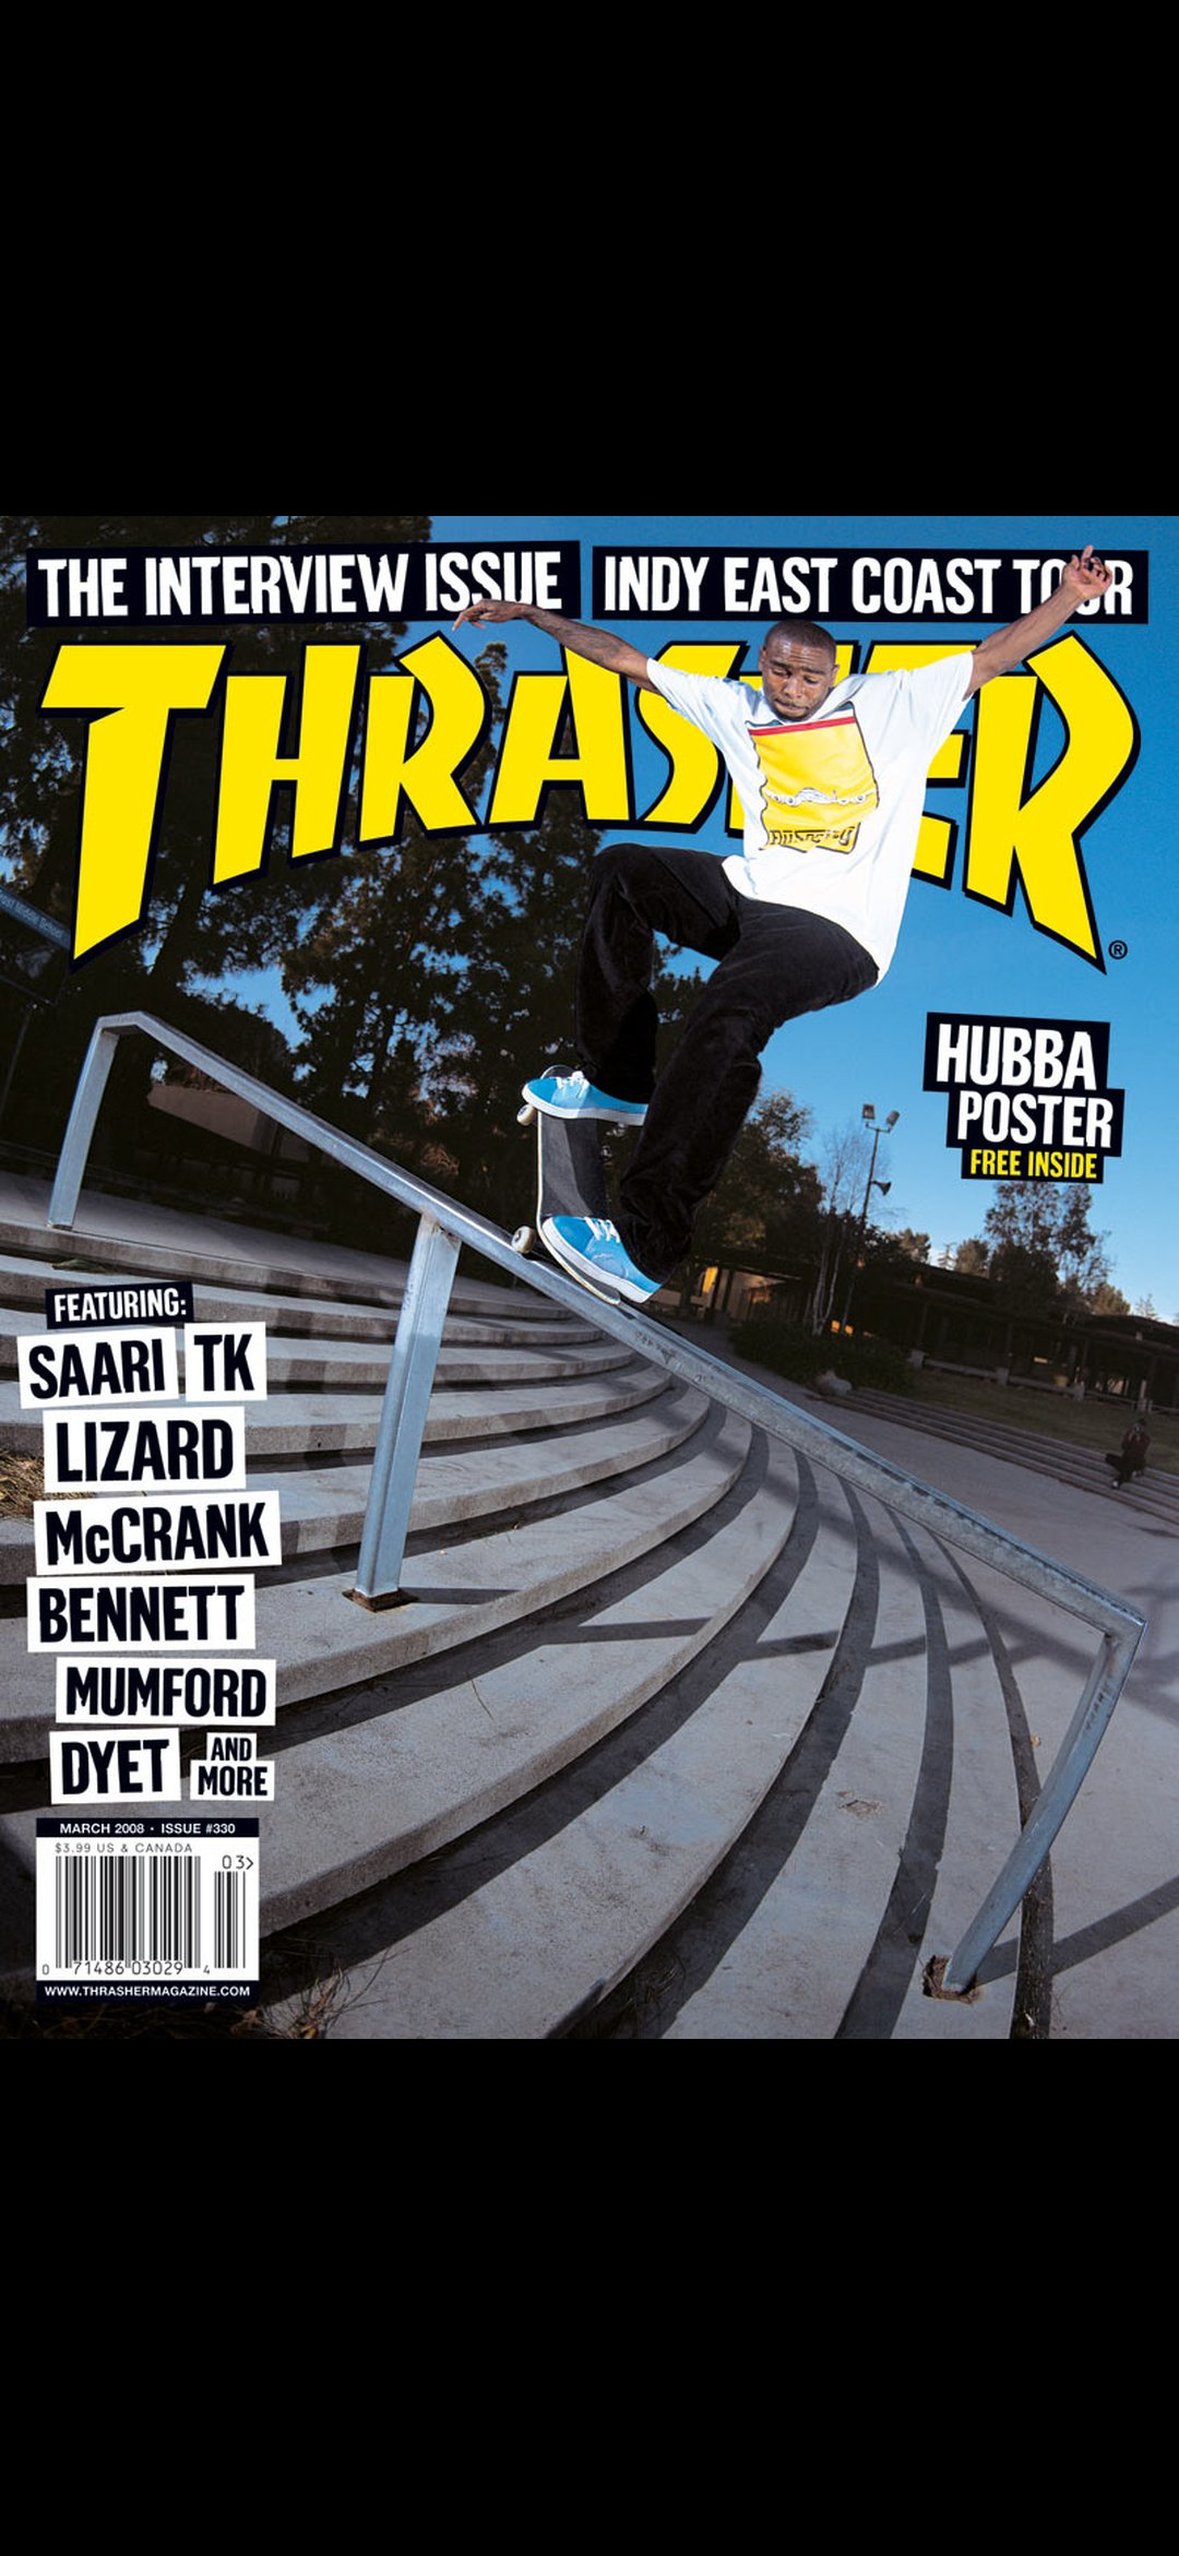 THE INTERVIEW ISSUE INDY EAST COAST TOUR
THRASHER
®
HUBBA
POSTER
FREE INSIDE
FEATURING:
SAARI TK
LIZARD
McCRANK
BENNETT
MUMFORD
DYET AND
MORE
MARCH 2008 • ISSUE #330
$3.99 US & CANADA
03>
0 71486 03029 4
WWW.THRASHERMAGAZINE.COM